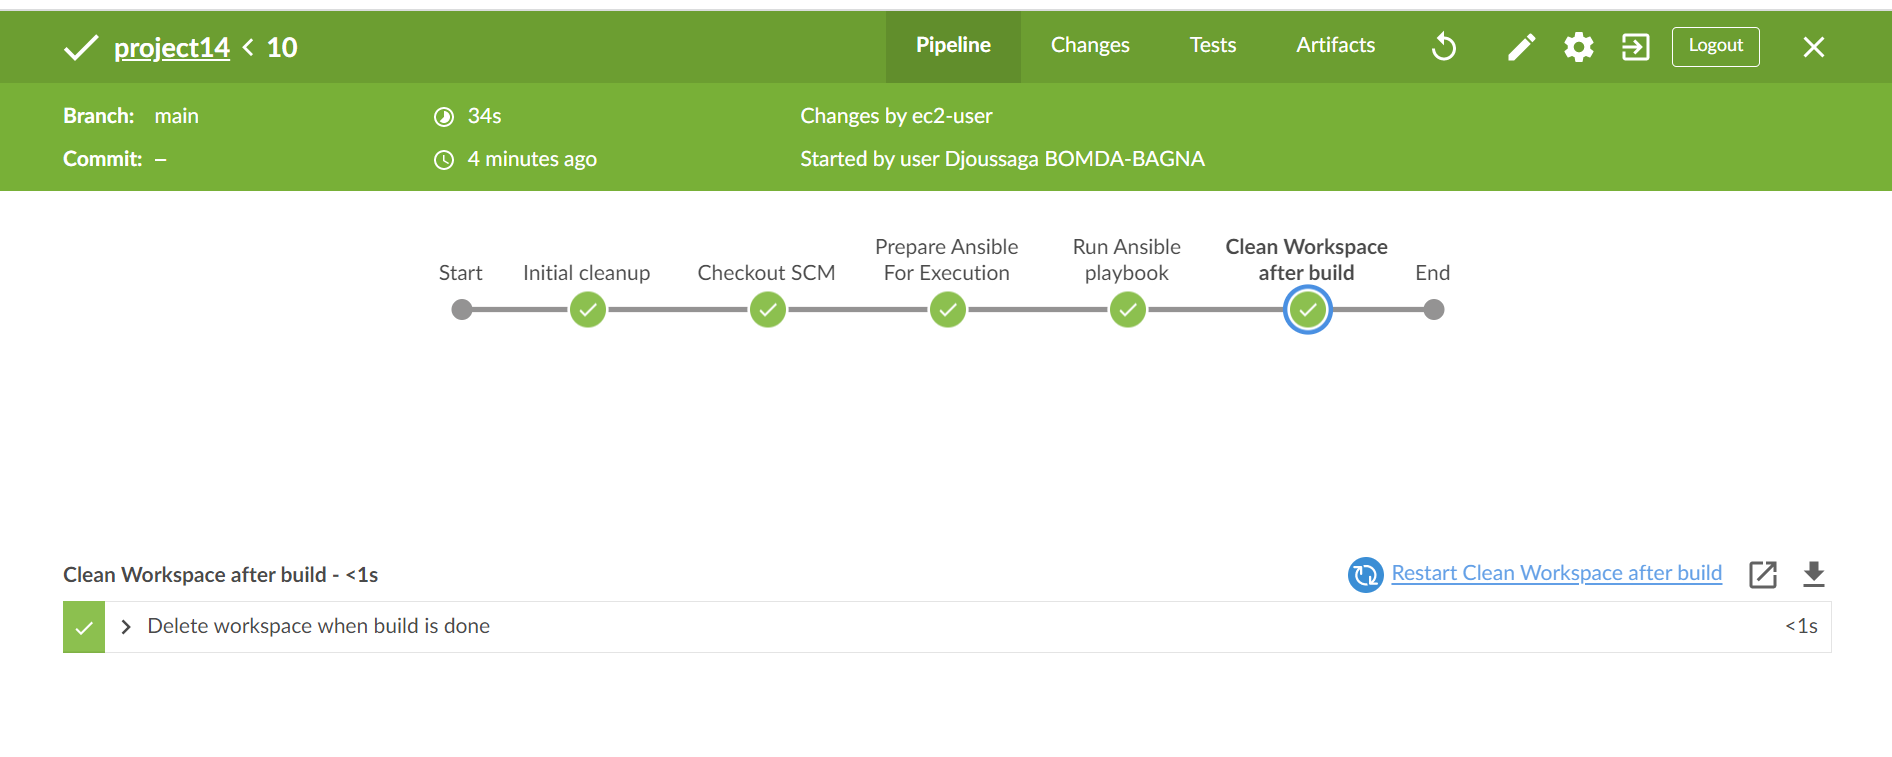 project14 < 10
Pipeline
Changes
Tests
Artifacts
Logout
Branch: main
34s
Changes by ec2-user
Commit: –
4 minutes ago
Started by user Djoussaga BOMDA-BAGNA
Start
Initial cleanup
Checkout SCM
Prepare Ansible
For Execution
Run Ansible
playbook
Clean Workspace
after build
End
Clean Workspace after build - <1s
Restart Clean Workspace after build
Delete workspace when build is done
<1s